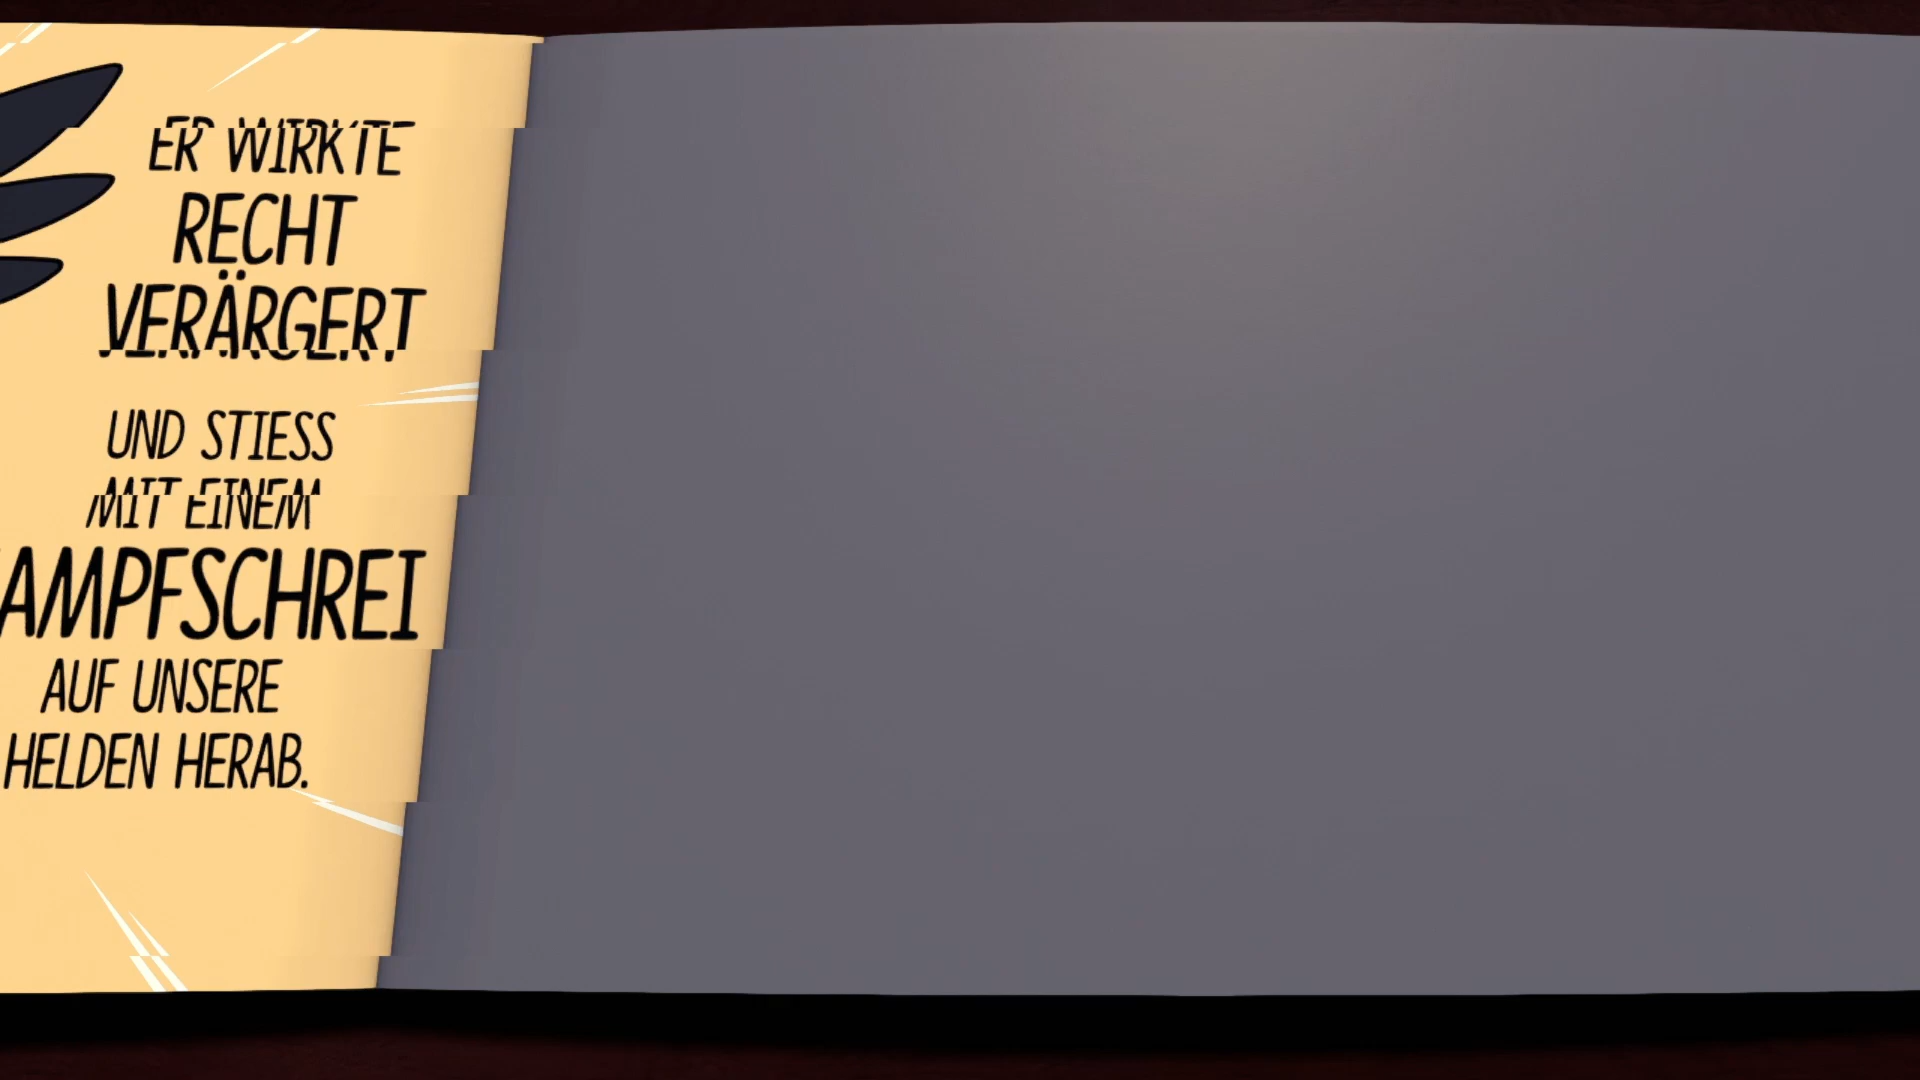 ER WIRKTE
RECHT
VERÄRGERT
UND STIESS
MIT EINEM
AMPFSCHREI
AUF UNSERE
HELDEN HERAB.